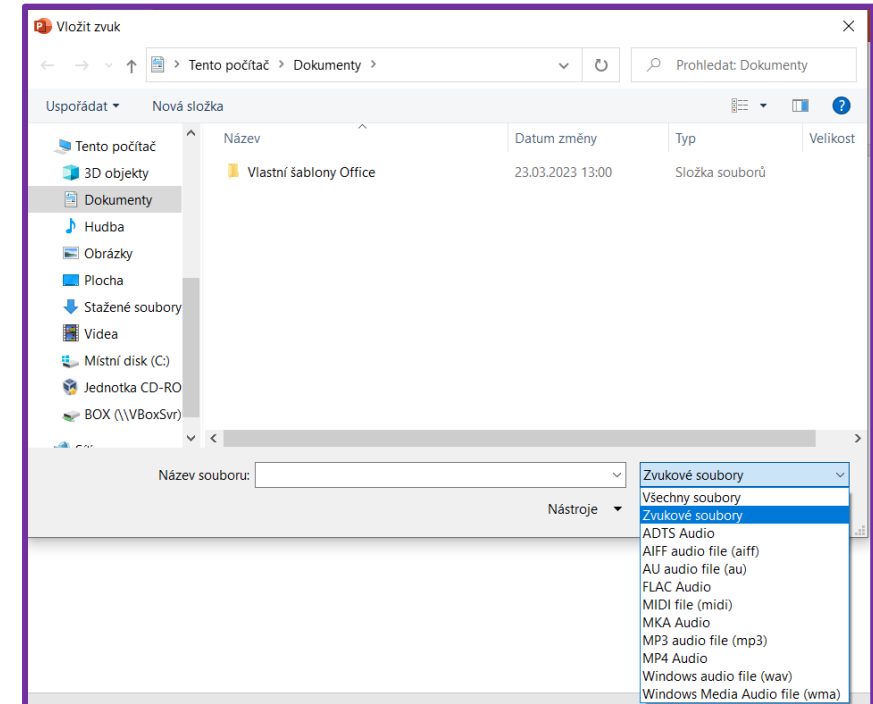 Vložit zvuk
Tento počítač > Dokumenty >
Prohledat: Dokumenty
Uspořádat
Nová složka
Název
Datum změny
Typ
Velikost
Tento počítač
3D objekty
Dokumenty
Hudba
Obrázky
Plocha
Stažené soubory
Videa
Místní disk (C:)
Jednotka CD-RO
BOX (\\VBoxSvr)
Vlastní šablony Office
23.03.2023 13:00
Složka souborů
Název souboru:
Zvukové soubory
Nástroje
Všechny soubory
Zvukové soubory
ADTS Audio
AIFF audio file (aiff)
AU audio file (au)
FLAC Audio
MIDI file (midi)
MKA Audio
MP3 audio file (mp3)
MP4 Audio
Windows audio file (wav)
Windows Media Audio file (wma)